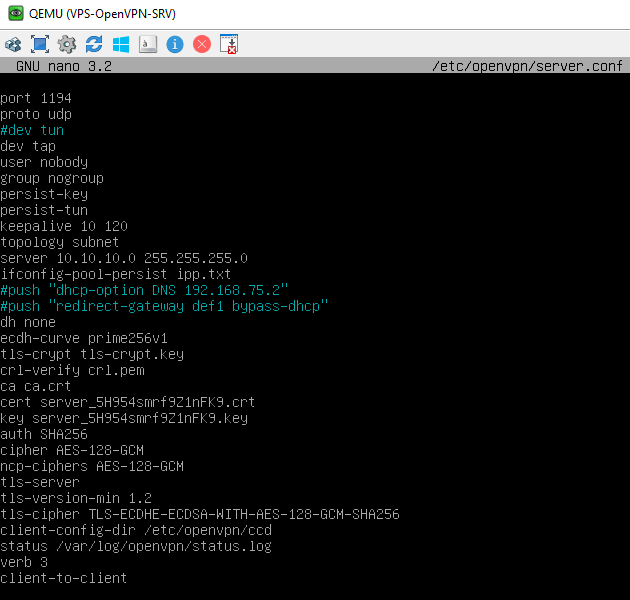 QEMU (VPS-OpenVPN-SRV)
a
i
GNU nano 3.2 /etc/openvpn/server.conf
port 1194
proto udp
#dev tun
dev tap
user nobody
group nogroup
persist-key
persist-tun
keepalive 10 120
topology subnet
server 10.10.10.0 255.255.255.0
ifconfig-pool-persist ipp.txt
#push "dhcp-option DNS 192.168.75.2"
#push "redirect-gateway def1 bypass-dhcp"
dh none
ecdh-curve prime256v1
tls-crypt tls-crypt.key
crl-verify crl.pem
ca ca.crt
cert server_5H954smrf9Z1nFK9.crt
key server_5H954smrf9Z1nFK9.key
auth SHA256
cipher AES-128-GCM
ncp-ciphers AES-128-GCM
tls-server
tls-version-min 1.2
tls-cipher TLS-ECDHE-ECDSA-WITH-AES-128-GCM-SHA256
client-config-dir /etc/openvpn/ccd
status /var/log/openvpn/status.log
verb 3
client-to-client